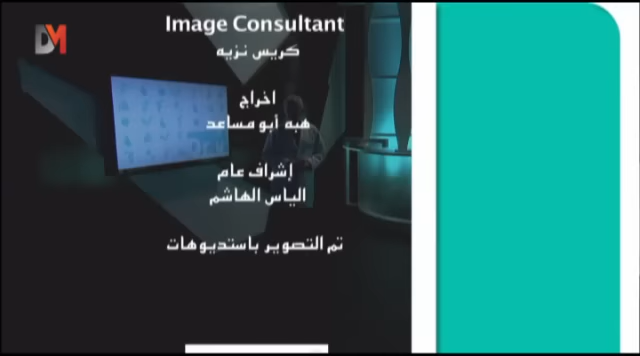 DM
Image Consultant
كريس نزيه
اخراج
هبه أبو مساعد
إشراف عام
الياس الهاشم
تم التصوير باستديوهات